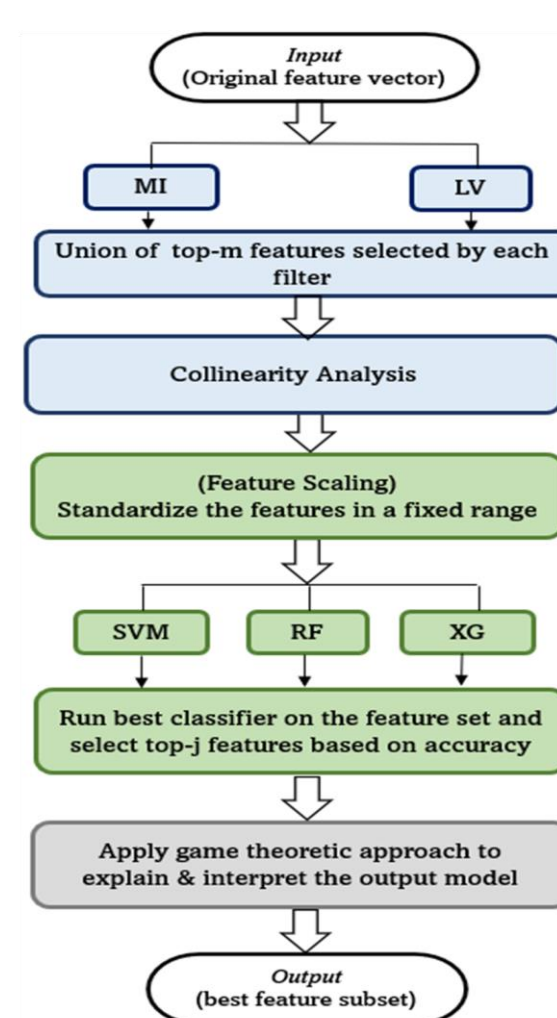 Input
(Original feature vector)
MI
LV
Union of top-m features selected by each
filter
Collinearity Analysis
(Feature Scaling)
Standardize the features in a fixed range
SVM
RF
XG
Run best classifier on the feature set and
select top-j features based on accuracy
Apply game theoretic approach to
explain & interpret the output model
Output
(best feature subset)